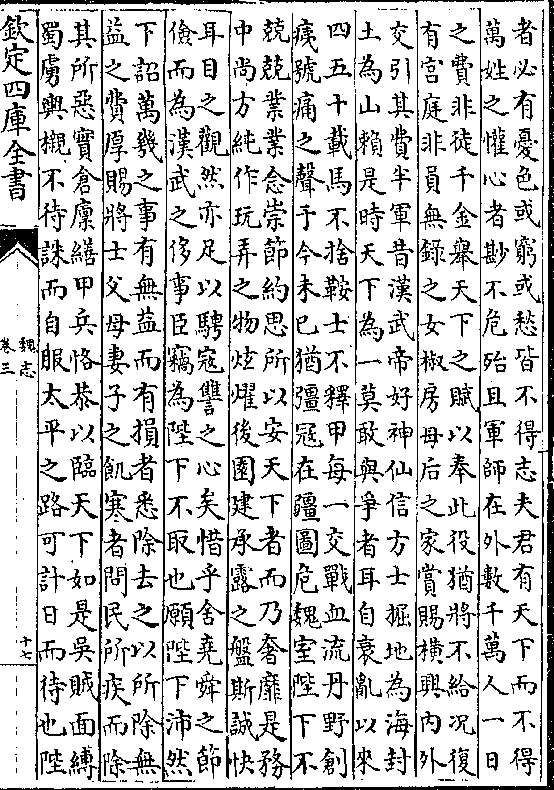 者必有憂色或窮或愁皆不得志夫君有天下而不得
萬姓之懽心者尠不危殆且軍師在外數千萬人一日
之費非徒千金舉天下之賦以奉此役猶將不給况復
有宮庭非員無錄之女椒房母后之家賞賜橫興內外
交引其費半軍昔漢武帝好神仙信方士掘地為海封
土為山賴是時天下為一莫敢與爭者耳自衰亂以來
四五十載馬不捨鞍士不釋甲每一交戰血流丹野創
痍號痛之聲于今未已猶彊冦在疆圖危魏室陛下不
兢兢業業念崇節約思所以安天下者而乃奢靡是務
中尚方純作玩弄之物炫燿後園建承露之盤斯誠快
耳目之觀然亦足以騁寇讐之心矣惜乎舍堯舜之節
儉而為漢武之侈事臣竊為陛下不取也願陛下沛然
下詔萬幾之事有無益而有損者悉除去之以所除無
益之費厚賜將士父母妻子之飢寒者問民所疾而除
其所惡實倉廩繕甲兵恪恭以臨天下如是吳賊面縛
蜀虜輿櫬不待誅而自服太平之路可計日而待也陛
欽定四庫全書
魏志
卷三
十七